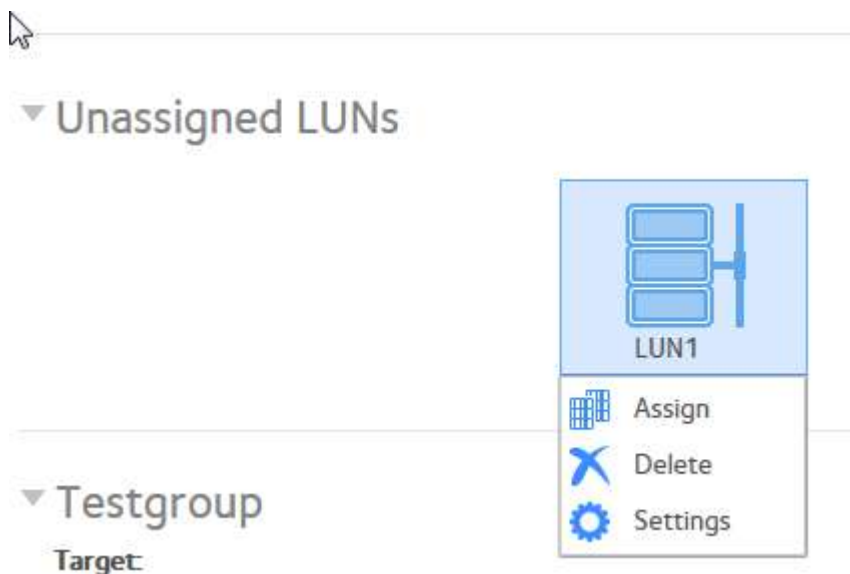 Unassigned LUNs
LUN1
Assign
Delete
Settings
Testgroup
Target: